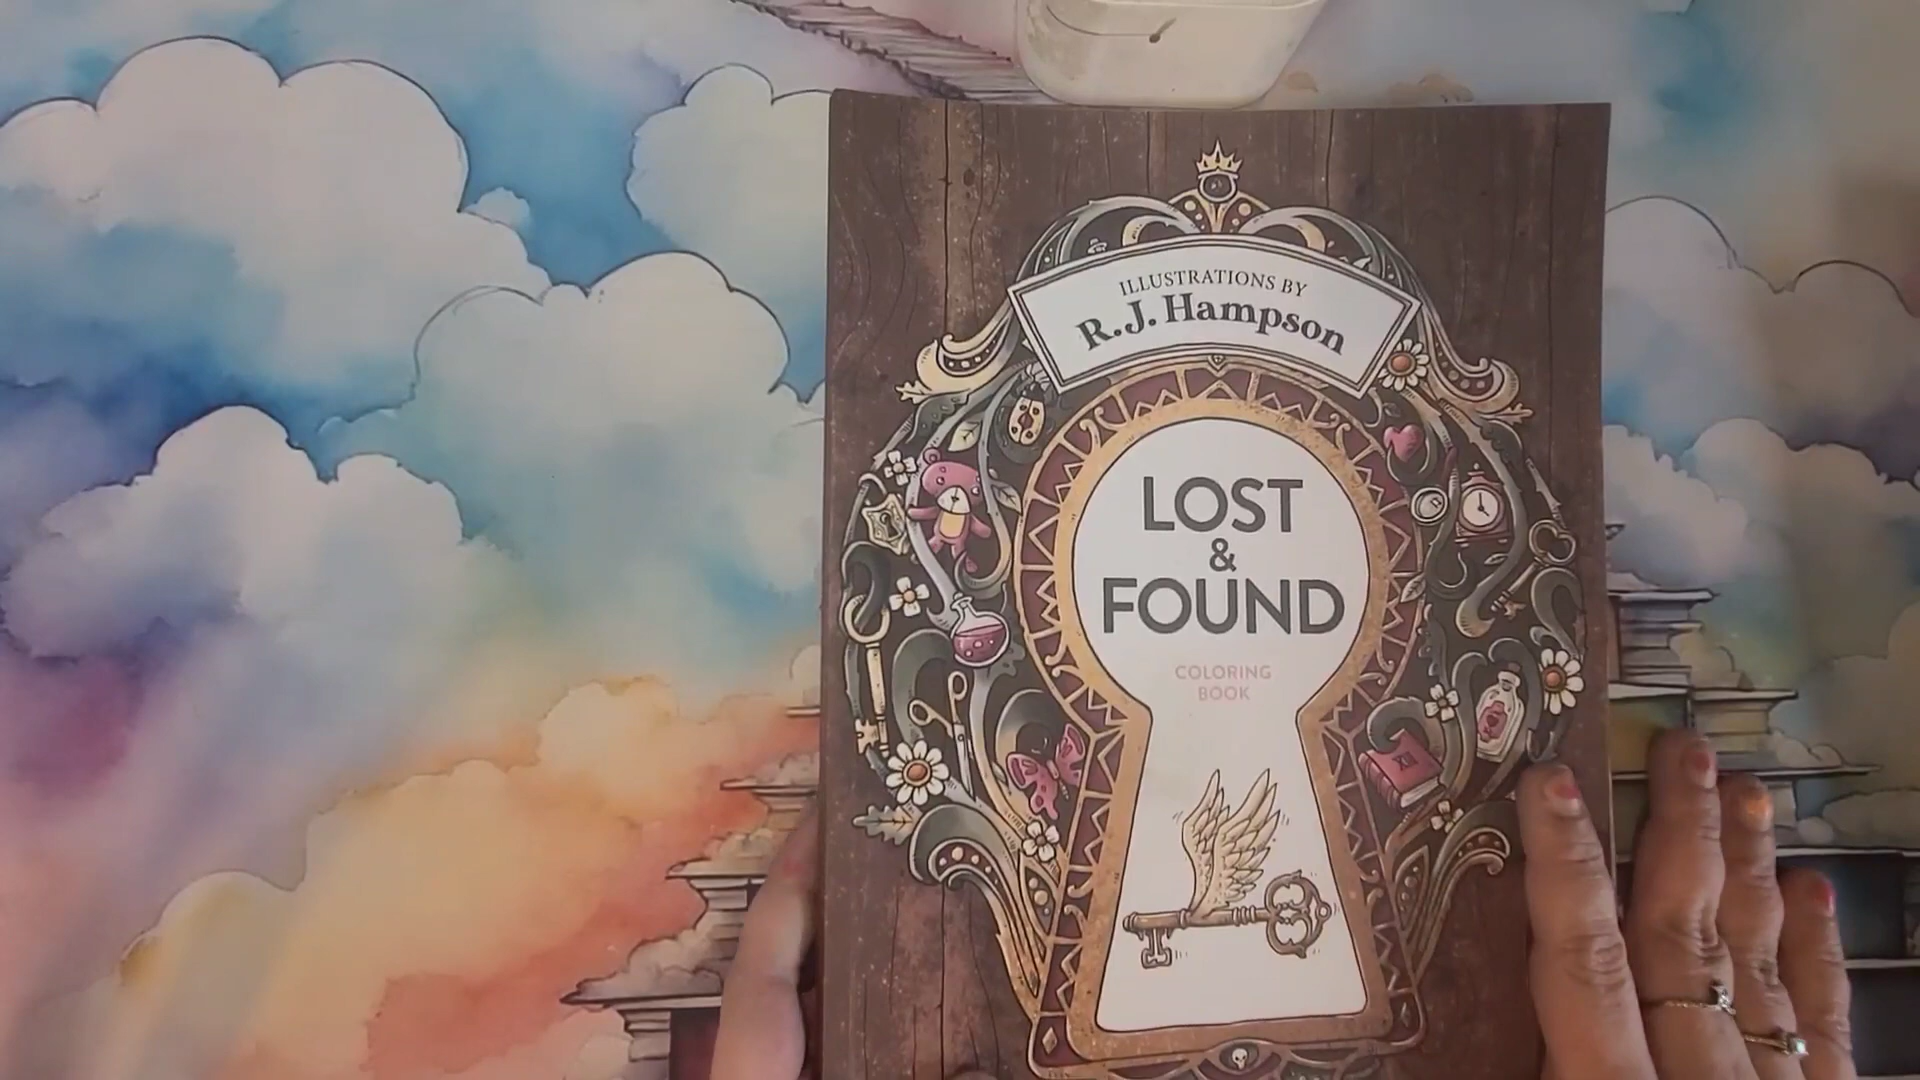 ILLUSTRATIONS BY
R.J. Hampson
LOST
&
FOUND
COLORING
BOOK